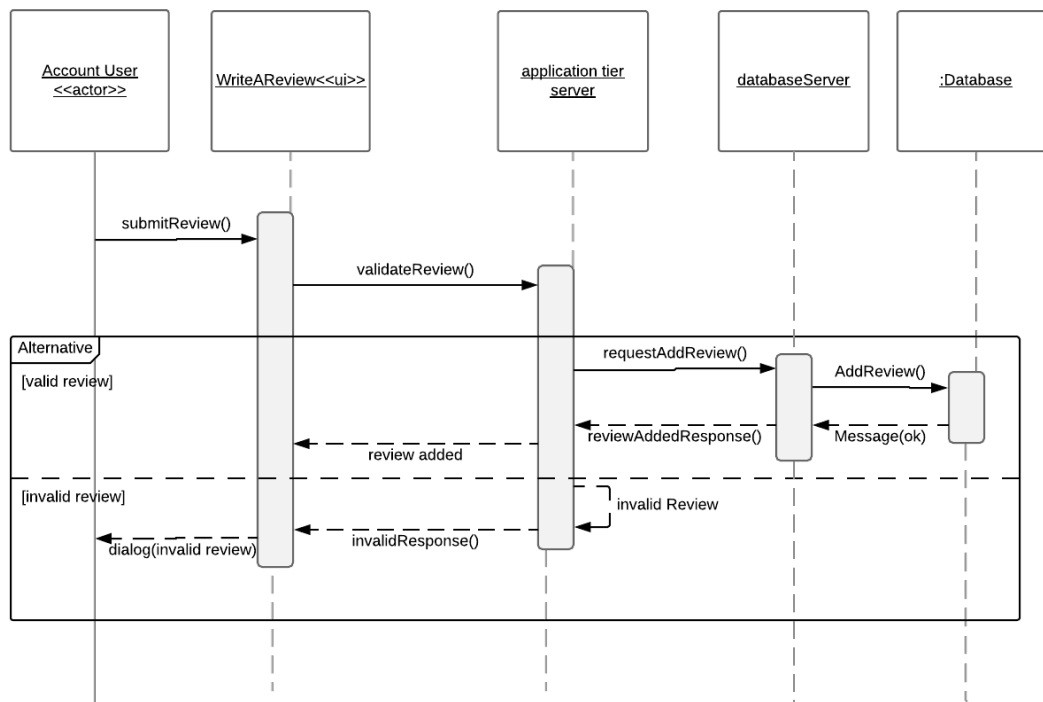 Account User
<<actor>>
WriteAReview<<ui>>
application tier
server
databaseServer
:Database
submitReview()
validateReview()
Alternative
[valid review]
requestAddReview()
AddReview()
reviewAddedResponse()
Message(ok)
review added
[invalid review]
invalid Review
invalidResponse()
dialog(invalid review)